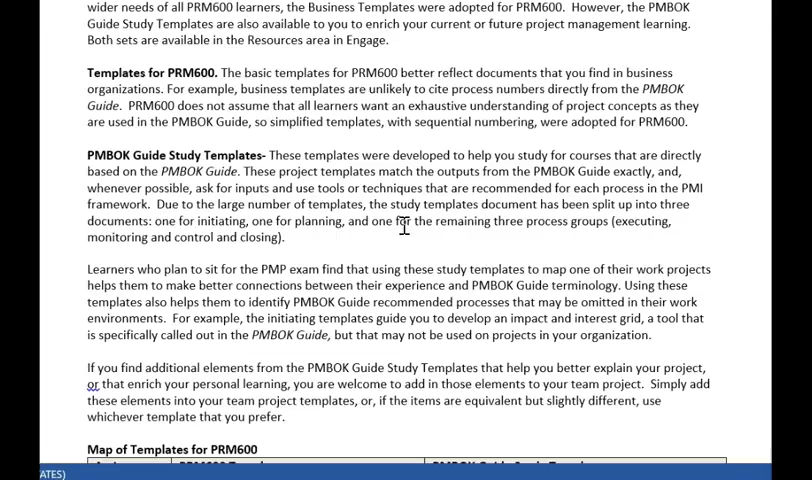 wider needs of all PRM600 learners, the Business Templates were adopted for PRM600.  However, the PMBOK
Guide Study Templates are also available to you to enrich your current or future project management learning.
Both sets are available in the Resources area in Engage.
Templates for PRM600. The basic templates for PRM600 better reflect documents that you find in business
organizations. For example, business templates are unlikely to cite process numbers directly from the PMBOK
Guide.  PRM600 does not assume that all learners want an exhaustive understanding of project concepts as they
are used in the PMBOK Guide, so simplified templates, with sequential numbering, were adopted for PRM600.
PMBOK Guide Study Templates- These templates were developed to help you study for courses that are directly
based on the PMBOK Guide. These project templates match the outputs from the PMBOK Guide exactly, and,
whenever possible, ask for inputs and use tools or techniques that are recommended for each process in the PMI
framework.  Due to the large number of templates, the study templates document has been split up into three
documents: one for initiating, one for planning, and one for the remaining three process groups (executing,
monitoring and control and closing).
Learners who plan to sit for the PMP exam find that using these study templates to map one of their work projects
helps them to make better connections between their experience and PMBOK Guide terminology. Using these
templates also helps them to identify PMBOK Guide recommended processes that may be omitted in their work
environments.  For example, the initiating templates guide you to develop an impact and interest grid, a tool that
is specifically called out in the PMBOK Guide, but that may not be used on projects in your organization.
If you find additional elements from the PMBOK Guide Study Templates that help you better explain your project,
or that enrich your personal learning, you are welcome to add in those elements to your team project.  Simply add
these elements into your team project templates, or, if the items are equivalent but slightly different, use
whichever template that you prefer.
Map of Templates for PRM600
ATES)